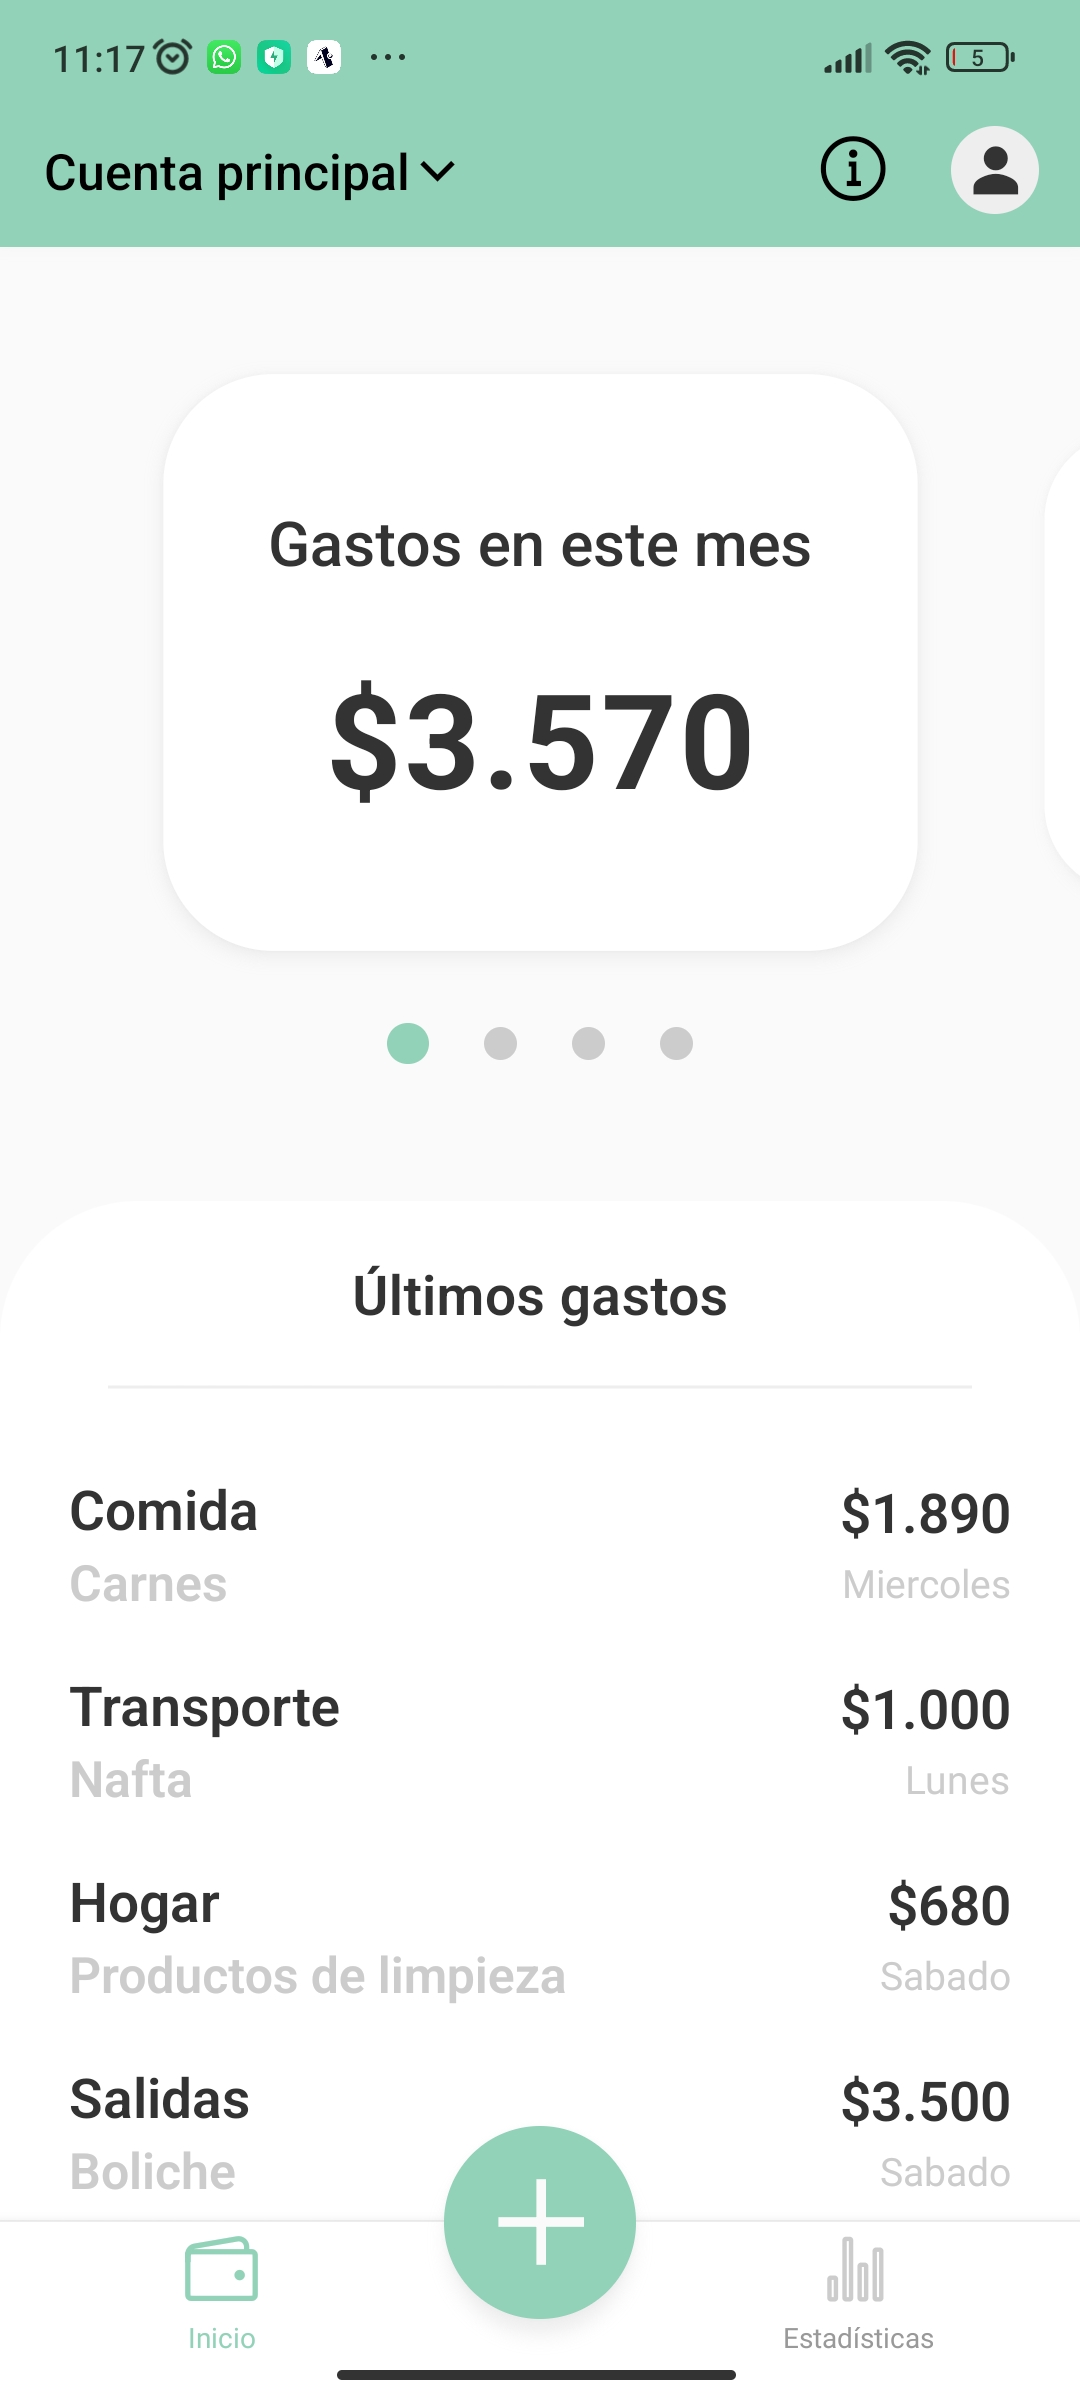 11:17
5
Cuenta principal
Gastos en este mes
$3.570
Últimos gastos
Comida $1.890
Carnes Miercoles
Transporte $1.000
Nafta Lunes
Hogar $680
Productos de limpieza Sabado
Salidas $3.500
Boliche Sabado
Inicio Estadísticas